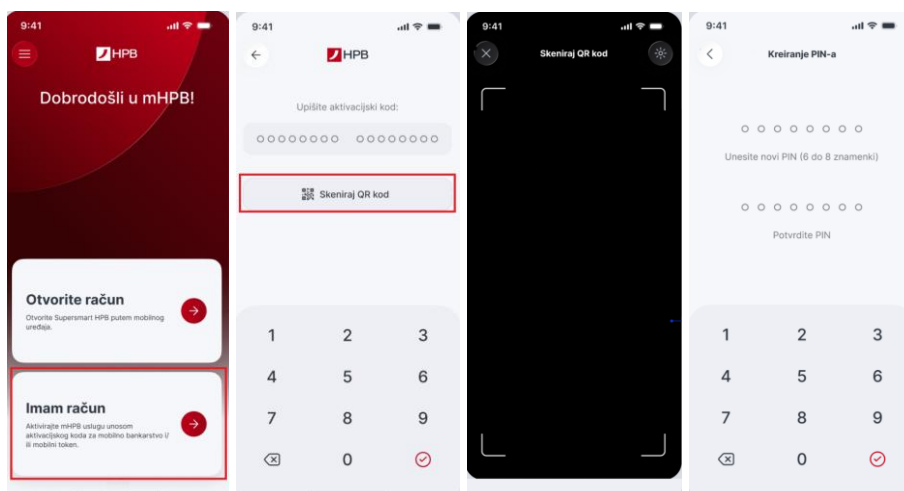 9:41
HPB
Dobrodošli u mHPB!
Otvorite račun
Otvorite Supersmart HPB putem mobilnog
uređaja.
Imam račun
Aktivirajte mHPB uslugu unosom
aktivacijskog koda za mobilno bankarstvo i/
ili mobilni token.
9:41
HPB
Upišite aktivacijski kod:
Skeniraj QR kod
1 2 3
4 5 6
7 8 9
0
9:41
Skeniraj QR kod
9:41
Kreiranje PIN-a
Unesite novi PIN (6 do 8 znamenki)
Potvrdite PIN
1 2 3
4 5 6
7 8 9
0